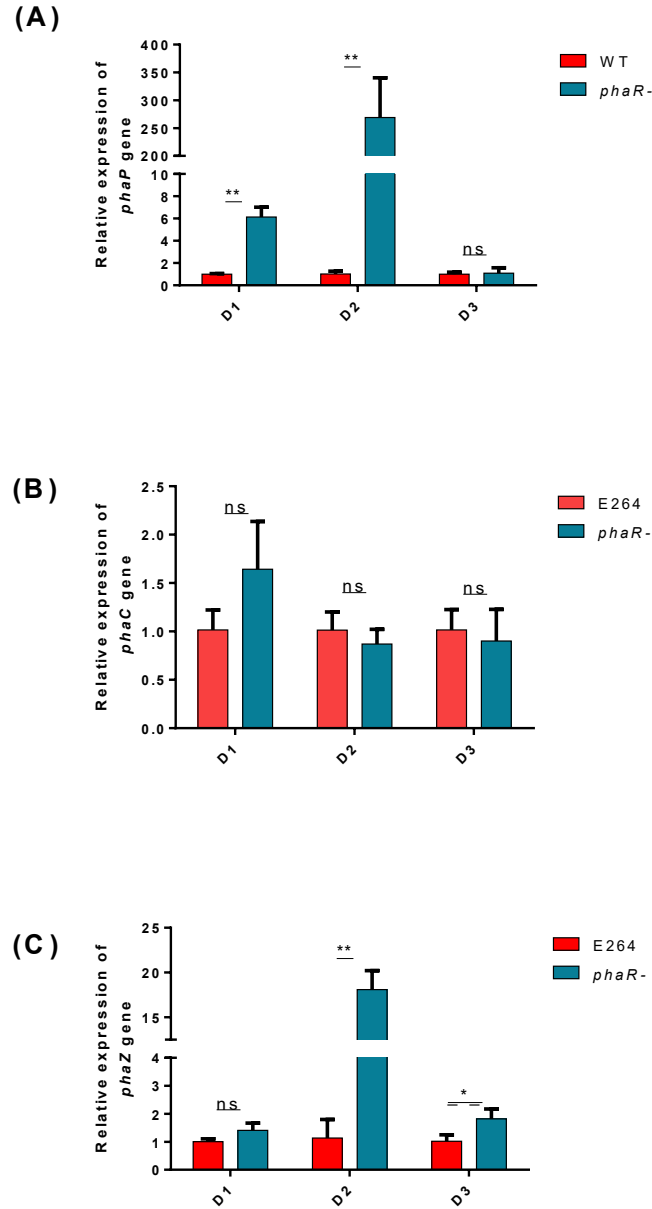 (A)
Relative expression of
phaP gene
400
350
300
250
200
10
8
6
4
2
0
**
**
ns
D1
D2
D3
WT
phaR-
(B)
Relative expression of
phaC gene
2.5
2.0
1.5
1.0
0.5
0.0
ns
ns
ns
D1
D2
D3
E264
phaR-
(C)
Relative expression of
phaZ gene
25
20
15
4
3
2
1
0
ns
**
*
D1
D2
D3
E264
phaR-